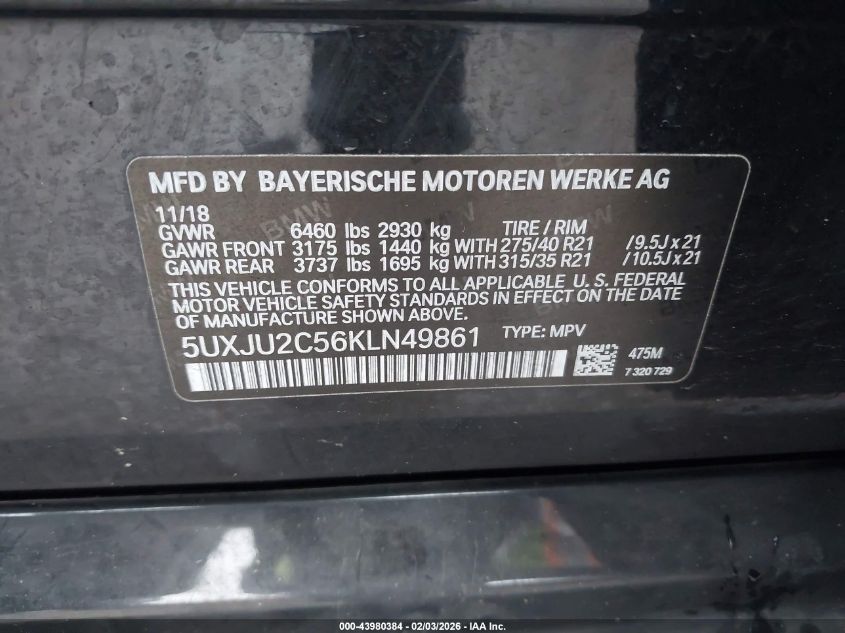 MFD BY BAYERISCHE MOTOREN WERKE AG
11/18
GVWR 6460 lbs 2930 kg TIRE / RIM
GAWR FRONT 3175 lbs 1440 kg WITH 275/40 R21 / 9.5J x 21
GAWR REAR 3737 lbs 1695 kg WITH 315/35 R21 / 10.5J x 21
THIS VEHICLE CONFORMS TO ALL APPLICABLE U. S. FEDERAL
MOTOR VEHICLE SAFETY STANDARDS IN EFFECT ON THE DATE
OF MANUFACTURE SHOWN ABOVE.
5UXJU2C56KLN49861 TYPE: MPV
475M
7 320 729
000-43980384 - 02/03/2026 - IAA Inc.